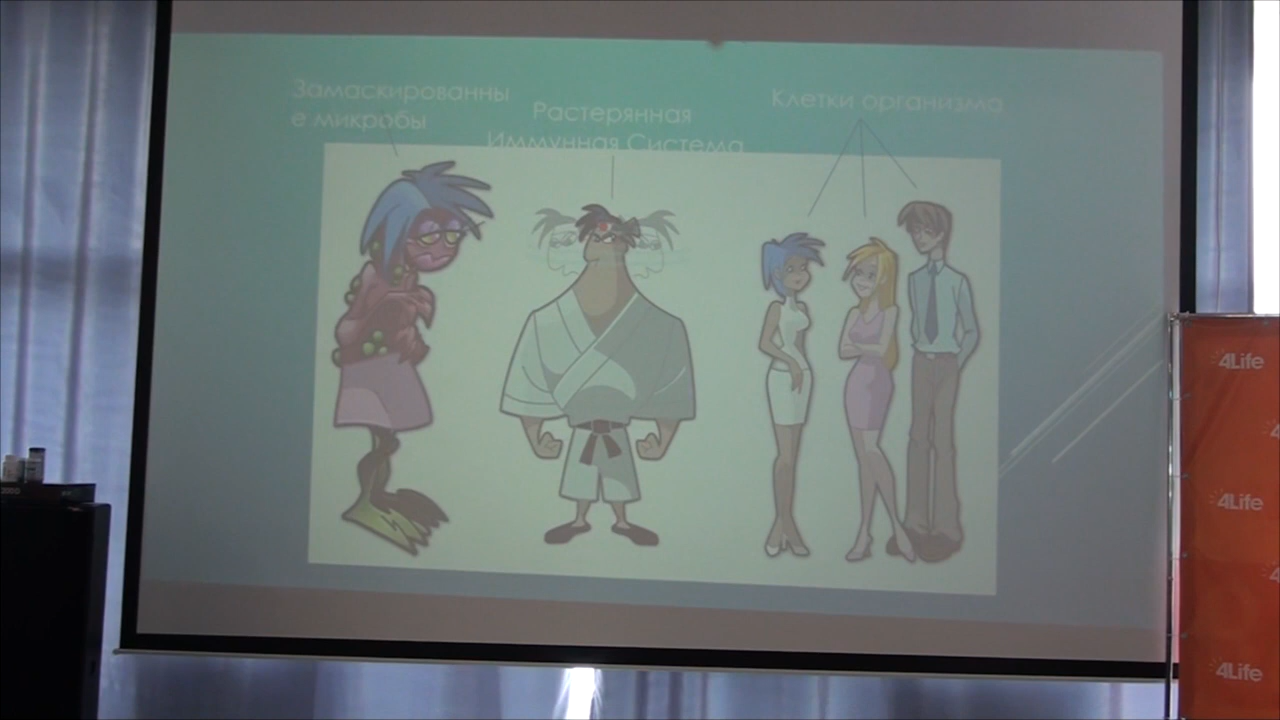 Замаскированны
е микробы
Растерянная
Иммунная Система
Клетки организма
4Life
4Life
4Life